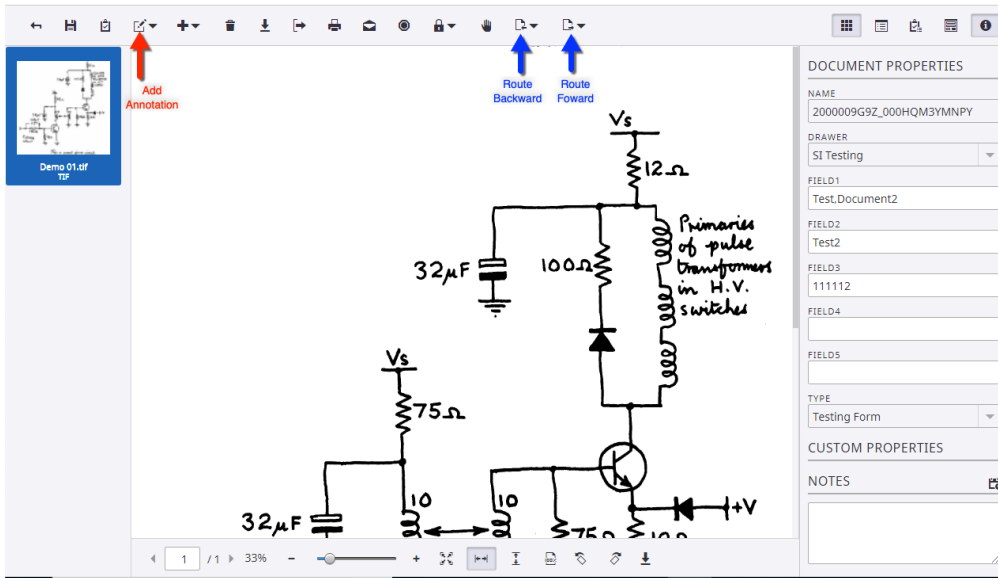 Add
Annotation
Route
Backward
Route
Foward
Demo 01.tif
TIF
Vs
12Ω
Primaries
of pulse
transformers
in H.V.
switches
32μF
100Ω
Vs
75Ω
10
10
32μF
+V
75Ω
DOCUMENT PROPERTIES
NAME
2000009G9Z_000HQM3YMNPY
DRAWER
SI Testing
FIELD1
Test,Document2
FIELD2
Test2
FIELD3
111112
FIELD4
FIELD5
TYPE
Testing Form
CUSTOM PROPERTIES
NOTES
1 / 1 33%